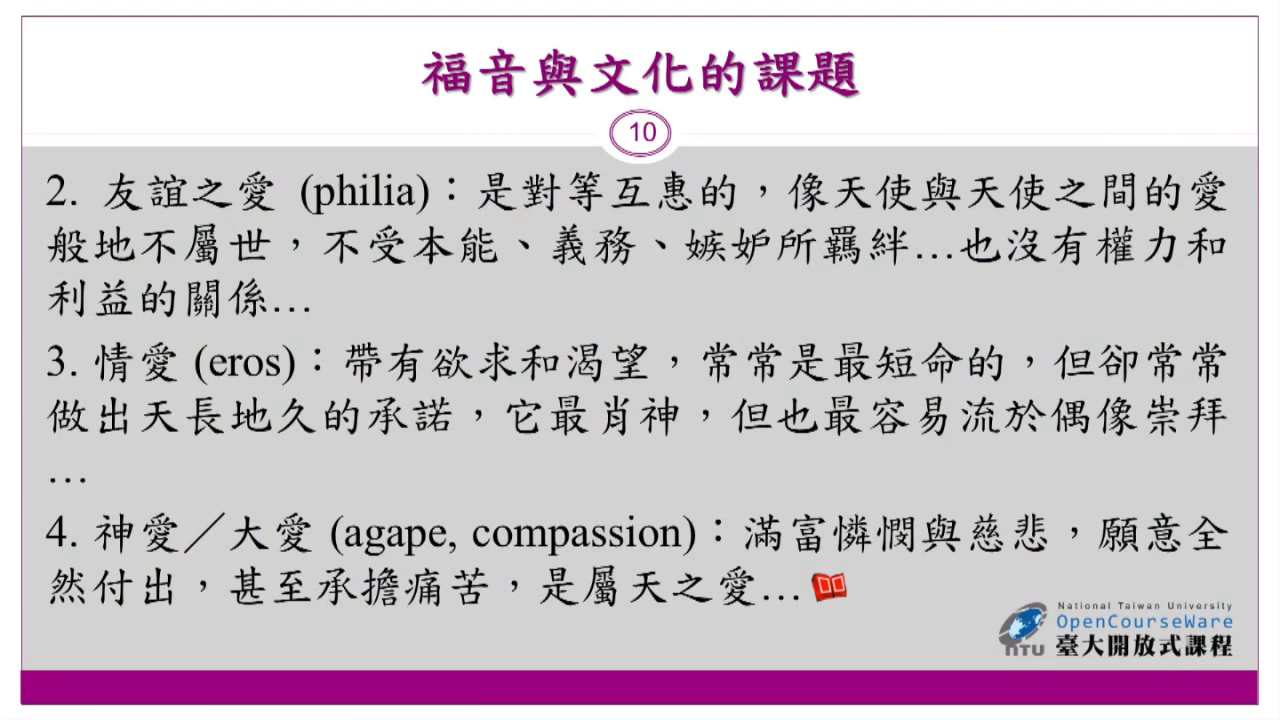 福音與文化的課題
10
2. 友誼之愛 (philia)：是對等互惠的，像天使與天使之間的愛
般地不屬世，不受本能、義務、嫉妒所羈絆…也沒有權力和
利益的關係…
3. 情愛 (eros)：帶有欲求和渴望，常常是最短命的，但卻常常
做出天長地久的承諾，它最肖神，但也最容易流於偶像崇拜
…
4. 神愛／大愛 (agape, compassion)：滿富憐憫與慈悲，願意全
然付出，甚至承擔痛苦，是屬天之愛…
National Taiwan University
OpenCourseWare
NTU 臺大開放式課程